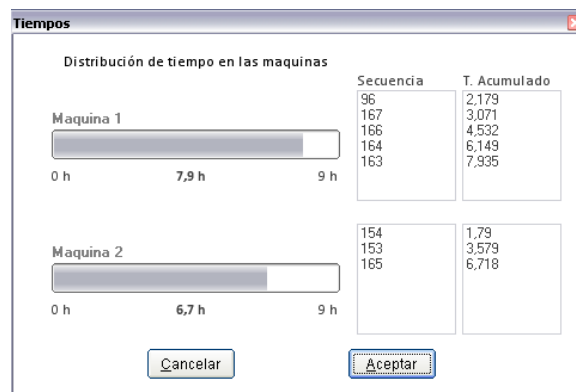 Tiempos
Distribución de tiempo en las maquinas
Secuencia T. Acumulado
Maquina 1
96 2,179
167 3,071
166 4,532
164 6,149
163 7,935
0 h 7,9 h 9 h
Maquina 2
154 1,79
153 3,579
165 6,718
0 h 6,7 h 9 h
Cancelar Aceptar